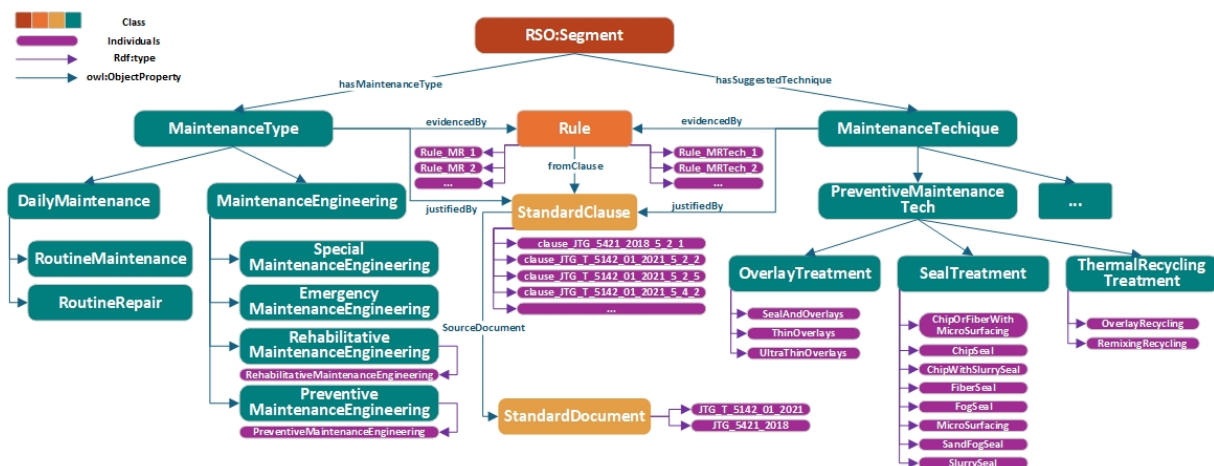 Class
Individuals
Rdf:type
owl:ObjectProperty
RSO:Segment
hasMaintenanceType
hasSuggestedTechnique
MaintenanceType
evidencedBy
Rule
evidencedBy
MaintenanceTechique
Rule_MR_1
Rule_MR_2
...
fromClause
Rule_MRTech_1
Rule_MRTech_2
...
DailyMaintenance
MaintenanceEngineering
justifiedBy
StandardClause
justifiedBy
PreventiveMaintenance
Tech
...
RoutineMaintenance
RoutineRepair
Special
MaintenanceEngineering
Emergency
MaintenanceEngineering
Rehabilitative
MaintenanceEngineering
RehabilitativeMaintenanceEngineering
Preventive
MaintenanceEngineering
PreventiveMaintenanceEngineering
clause_JTG_5421_2018_5_2_1
clause_JTG_T_5142_01_2021_5_2_2
clause_JTG_T_5142_01_2021_5_2_5
clause_JTG_T_5142_01_2021_5_4_2
...
SourceDocument
StandardDocument
JTG_T_5142_01_2021
JTG_5421_2018
OverlayTreatment
SealAndOverlays
ThinOverlays
UltraThinOverlays
SealTreatment
ChipOrFiberWith
MicroSurfacing
ChipSeal
ChipWithSlurrySeal
FiberSeal
FogSeal
MicroSurfacing
SandFogSeal
SlurrySeal
ThermalRecycling
Treatment
OverlayRecycling
RemixingRecycling